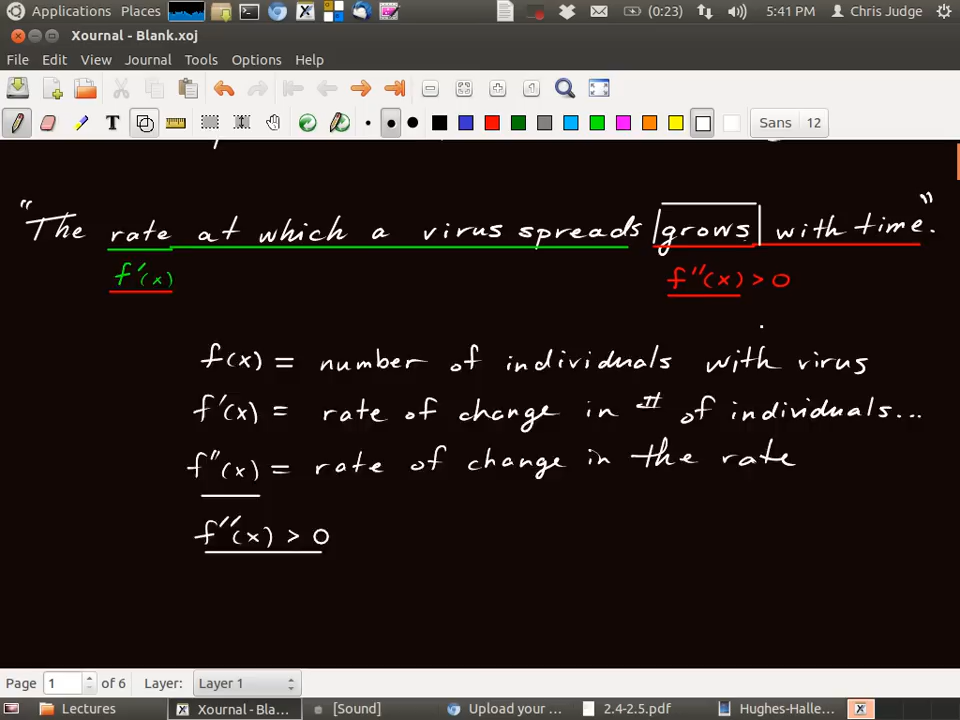 Applications Places (0:23) 5:41 PM Chris Judge
Xournal - Blank.xoj
File Edit View Journal Tools Options Help
T Sans 12
"The rate at which a virus spreads grows with time".
f'(x) f''(x) > 0
f(x) = number of individuals with virus
f'(x) = rate of change in # of individuals...
f''(x) = rate of change in the rate
f''(x) > 0
Page 1 of 6 Layer: Layer 1
Lectures Xournal - Bla... [Sound] Upload your ... 2.4-2.5.pdf Hughes-Halle...